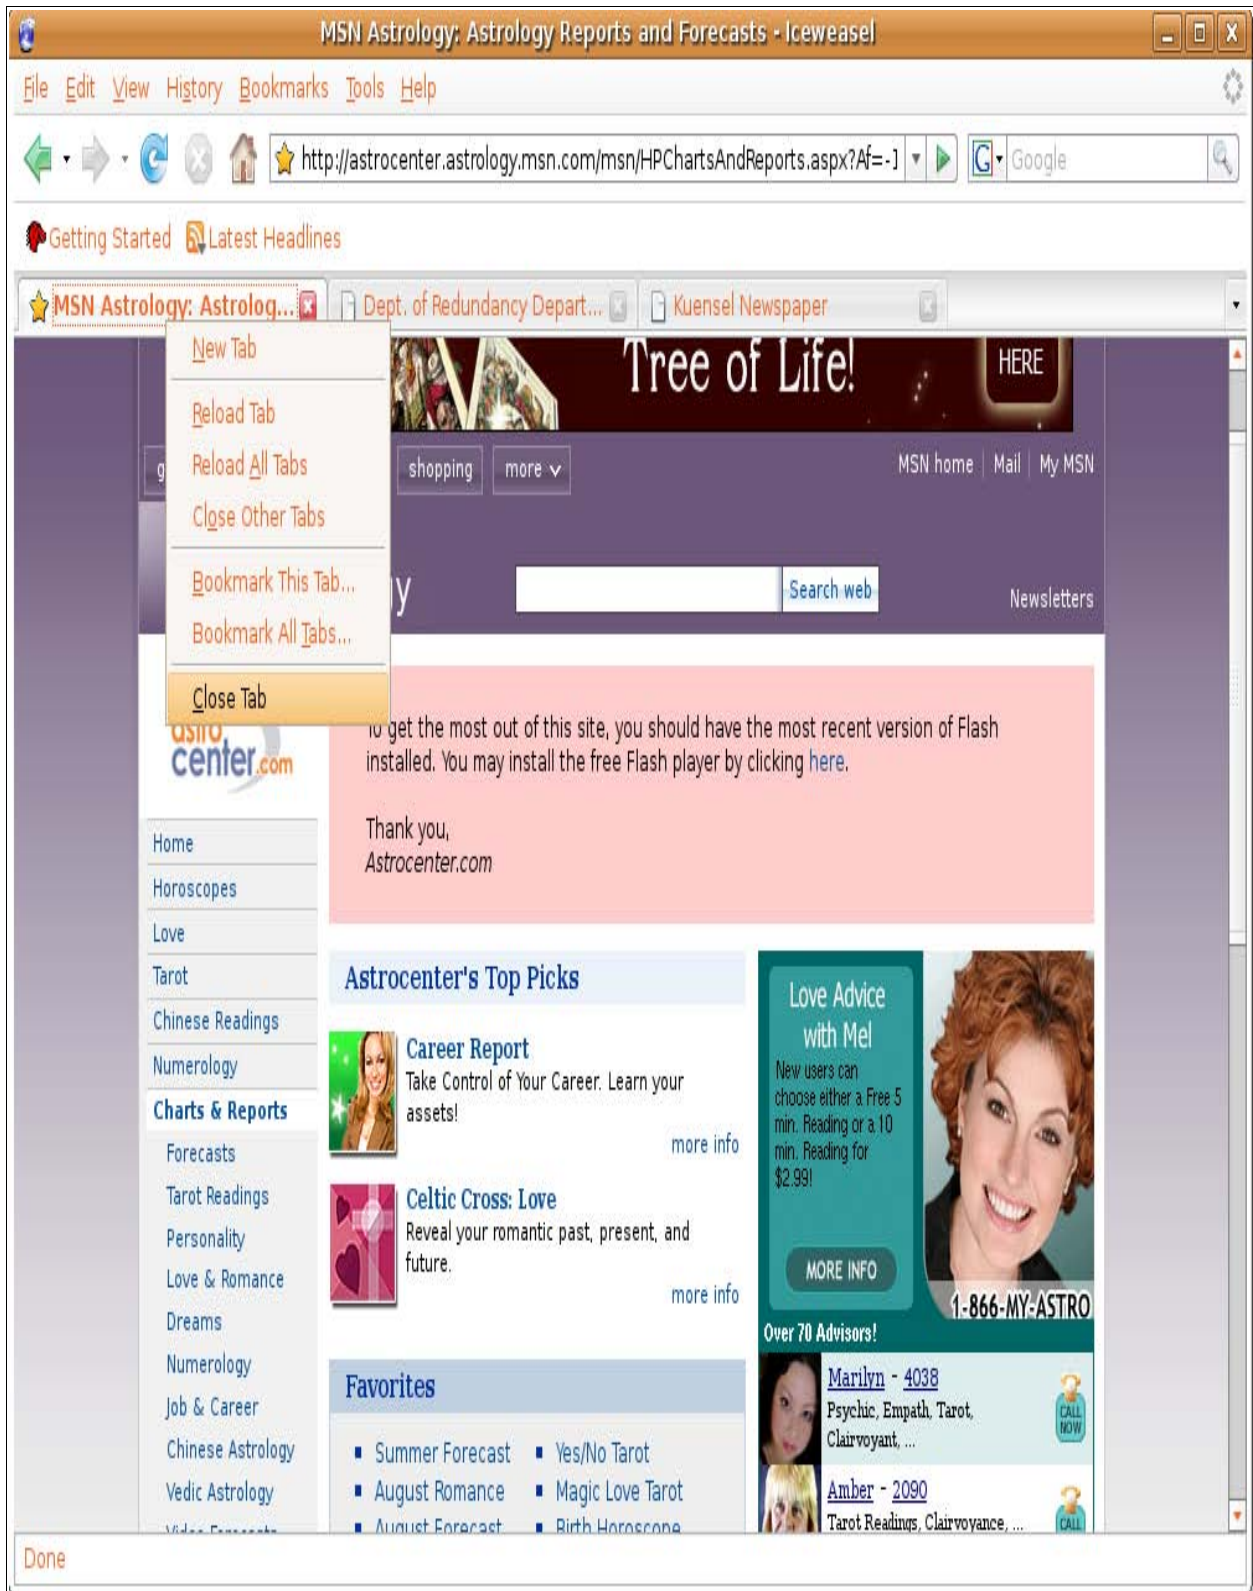 MSN Astrology: Astrology Reports and Forecasts - Iceweasel
File Edit View History Bookmarks Tools Help
http://astrocenter.astrology.msn.com/msn/HPChartsAndReports.aspx?Af=-1 G Google
Getting Started Latest Headlines
MSN Astrology: Astrolog... Dept. of Redundancy Depart... Kuensel Newspaper
New Tab
Reload Tab
Reload All Tabs
Close Other Tabs
Bookmark This Tab...
Bookmark All Tabs...
Close Tab
Tree of Life!
HERE
shopping more
MSN home Mail My MSN
Search web
Newsletters
astro
center.com
To get the most out of this site, you should have the most recent version of Flash
installed. You may install the free Flash player by clicking here.
Thank you,
Astrocenter.com
Home
Horoscopes
Love
Tarot
Chinese Readings
Numerology
Charts & Reports
Forecasts
Tarot Readings
Personality
Love & Romance
Dreams
Numerology
Job & Career
Chinese Astrology
Vedic Astrology
Video Forecasts
Astrocenter's Top Picks
Career Report
Take Control of Your Career. Learn your
assets!
more info
Celtic Cross: Love
Reveal your romantic past, present, and
future.
more info
Favorites
Summer Forecast
August Romance
August Forecast
Yes/No Tarot
Magic Love Tarot
Birth Horoscope
Love Advice
with Mel
New users can
choose either a Free 5
min. Reading or a 10
min. Reading for
$2.99!
MORE INFO
1-866-MY-ASTRO
Over 70 Advisors!
Marilyn - 4038
Psychic, Empath, Tarot,
Clairvoyant, ...
CALL
NOW
Amber - 2090
Tarot Readings, Clairvoyance, ...
CALL
Done